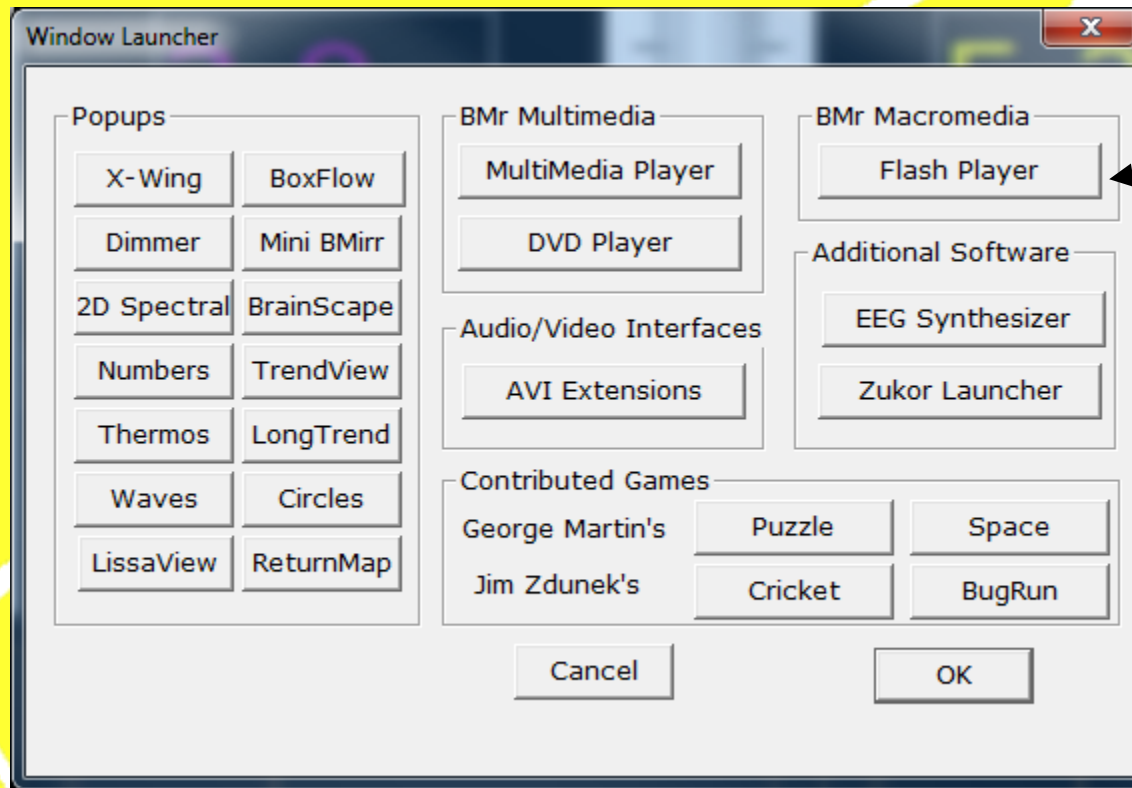 Window Launcher
Popups
X-Wing BoxFlow
Dimmer Mini BMirr
2D Spectral BrainScape
Numbers TrendView
Thermos LongTrend
Waves Circles
LissaView ReturnMap
BMr Multimedia
MultiMedia Player
DVD Player
BMr Macromedia
Flash Player
Audio/Video Interfaces
AVI Extensions
Additional Software
EEG Synthesizer
Zukor Launcher
Contributed Games
George Martin's Puzzle Space
Jim Zdunek's Cricket BugRun
Cancel OK